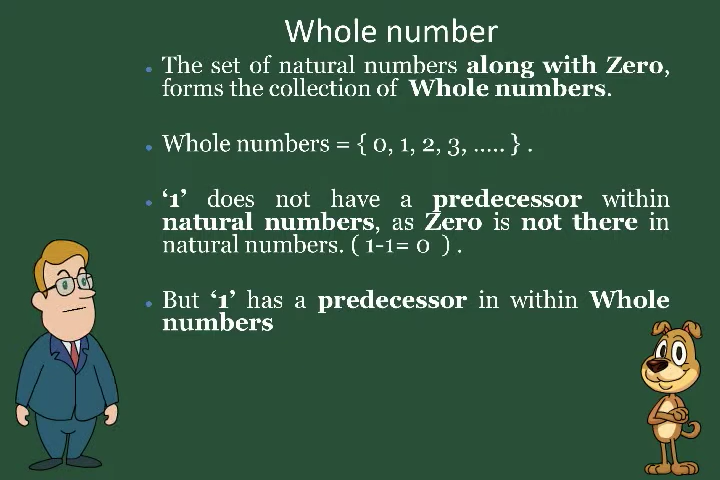 Whole number
• The set of natural numbers along with Zero,
forms the collection of Whole numbers.
• Whole numbers = { 0, 1, 2, 3, ..... } .
• ‘1’ does not have a predecessor within
natural numbers, as Zero is not there in
natural numbers. ( 1-1= 0 ) .
• But ‘1’ has a predecessor in within Whole
numbers